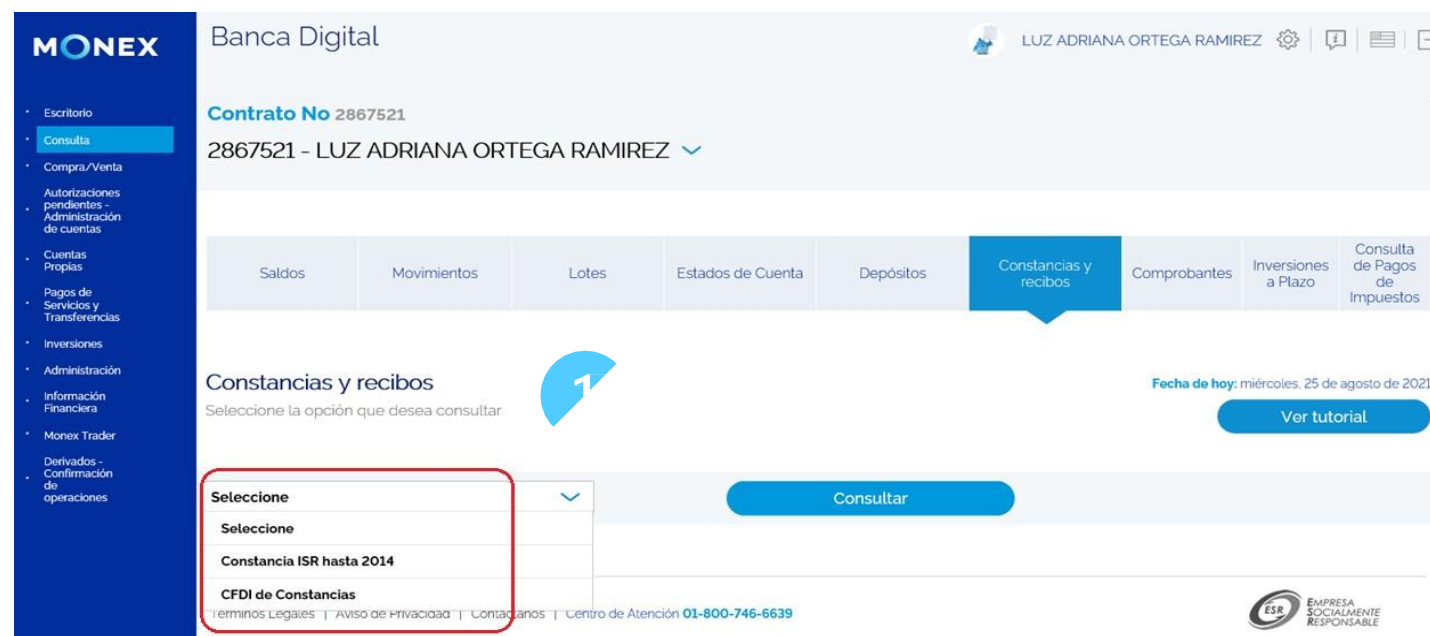 MONEX
Banca Digital
LUZ ADRIANA ORTEGA RAMIREZ
Escritorio
Consulta
Compra/Venta
Autorizaciones
pendientes -
Administración
de cuentas
Cuentas
Propias
Pagos de
Servicios y
Transferencias
Inversiones
Administración
Información
Financiera
Monex Trader
Derivados -
Confirmación
de
operaciones
Contrato No 2867521
2867521 - LUZ ADRIANA ORTEGA RAMIREZ
Saldos
Movimientos
Lotes
Estados de Cuenta
Depósitos
Constancias y
recibos
Comprobantes
Inversiones
a Plazo
Consulta
de Pagos
de
Impuestos
Constancias y recibos
Seleccione la opción que desea consultar
1
Fecha de hoy: miércoles, 25 de agosto de 2021
Ver tutorial
Seleccione
Consultar
Seleccione
Constancia ISR hasta 2014
CFDI de Constancias
Términos Legales | Aviso de Privacidad | Contáctanos | Centro de Atención 01-800-746-6639
ESR
EMPRESA
SOCIALMENTE
RESPONSABLE